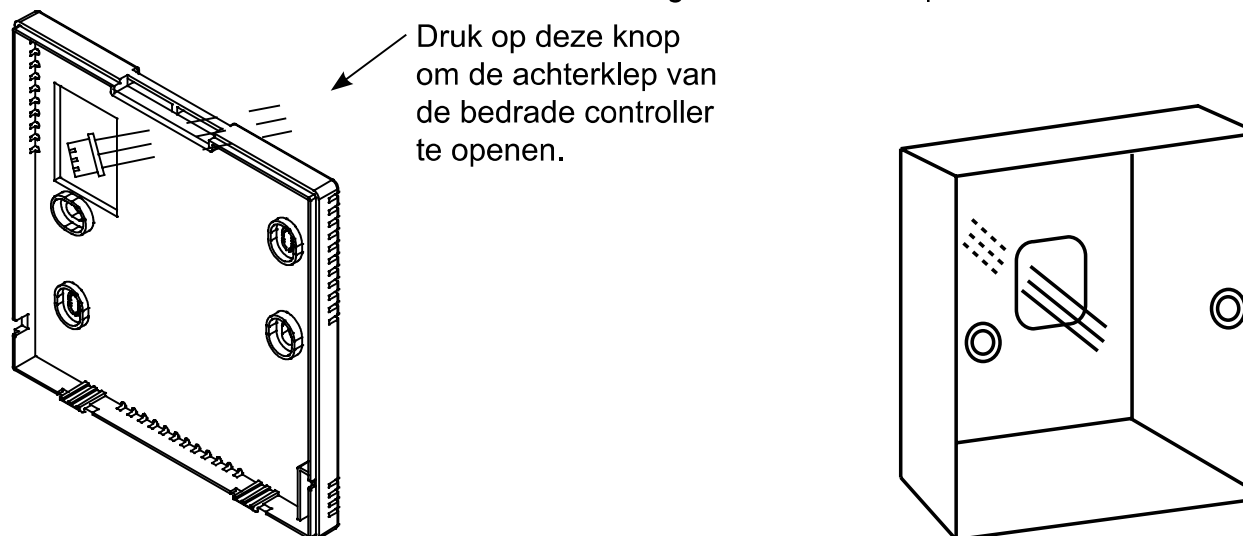 Druk op deze knop
om de achterklep van
de bedrade controller
te openen.